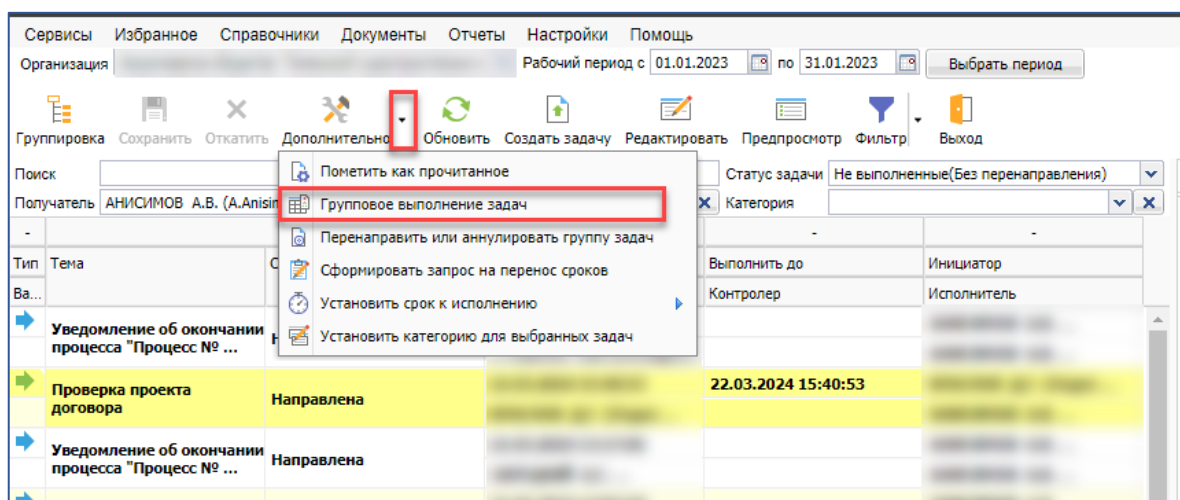 Сервисы Избранное Справочники Документы Отчеты Настройки Помощь
Организация Рабочий период с 01.01.2023 по 31.01.2023 Выбрать период
Группировка Сохранить Откатить Дополнительно Обновить Создать задачу Редактировать Предпросмотр Фильтр Выход
Поиск Статус задачи Не выполненные(Без перенаправления)
Получатель АНИСИМОВ А.В. (A.Anisin Категория
Пометить как прочитанное
Групповое выполнение задач
Перенаправить или аннулировать группу задач
Сформировать запрос на перенос сроков
Установить срок к исполнению
Установить категорию для выбранных задач
- - -
Тип Тема С Выполнить до Инициатор
Ва... Контролер Исполнитель
Уведомление об окончании
процесса "Процесс № ...
Проверка проекта
договора
Направлена
22.03.2024 15:40:53
Уведомление об окончании
процесса "Процесс № ...
Направлена